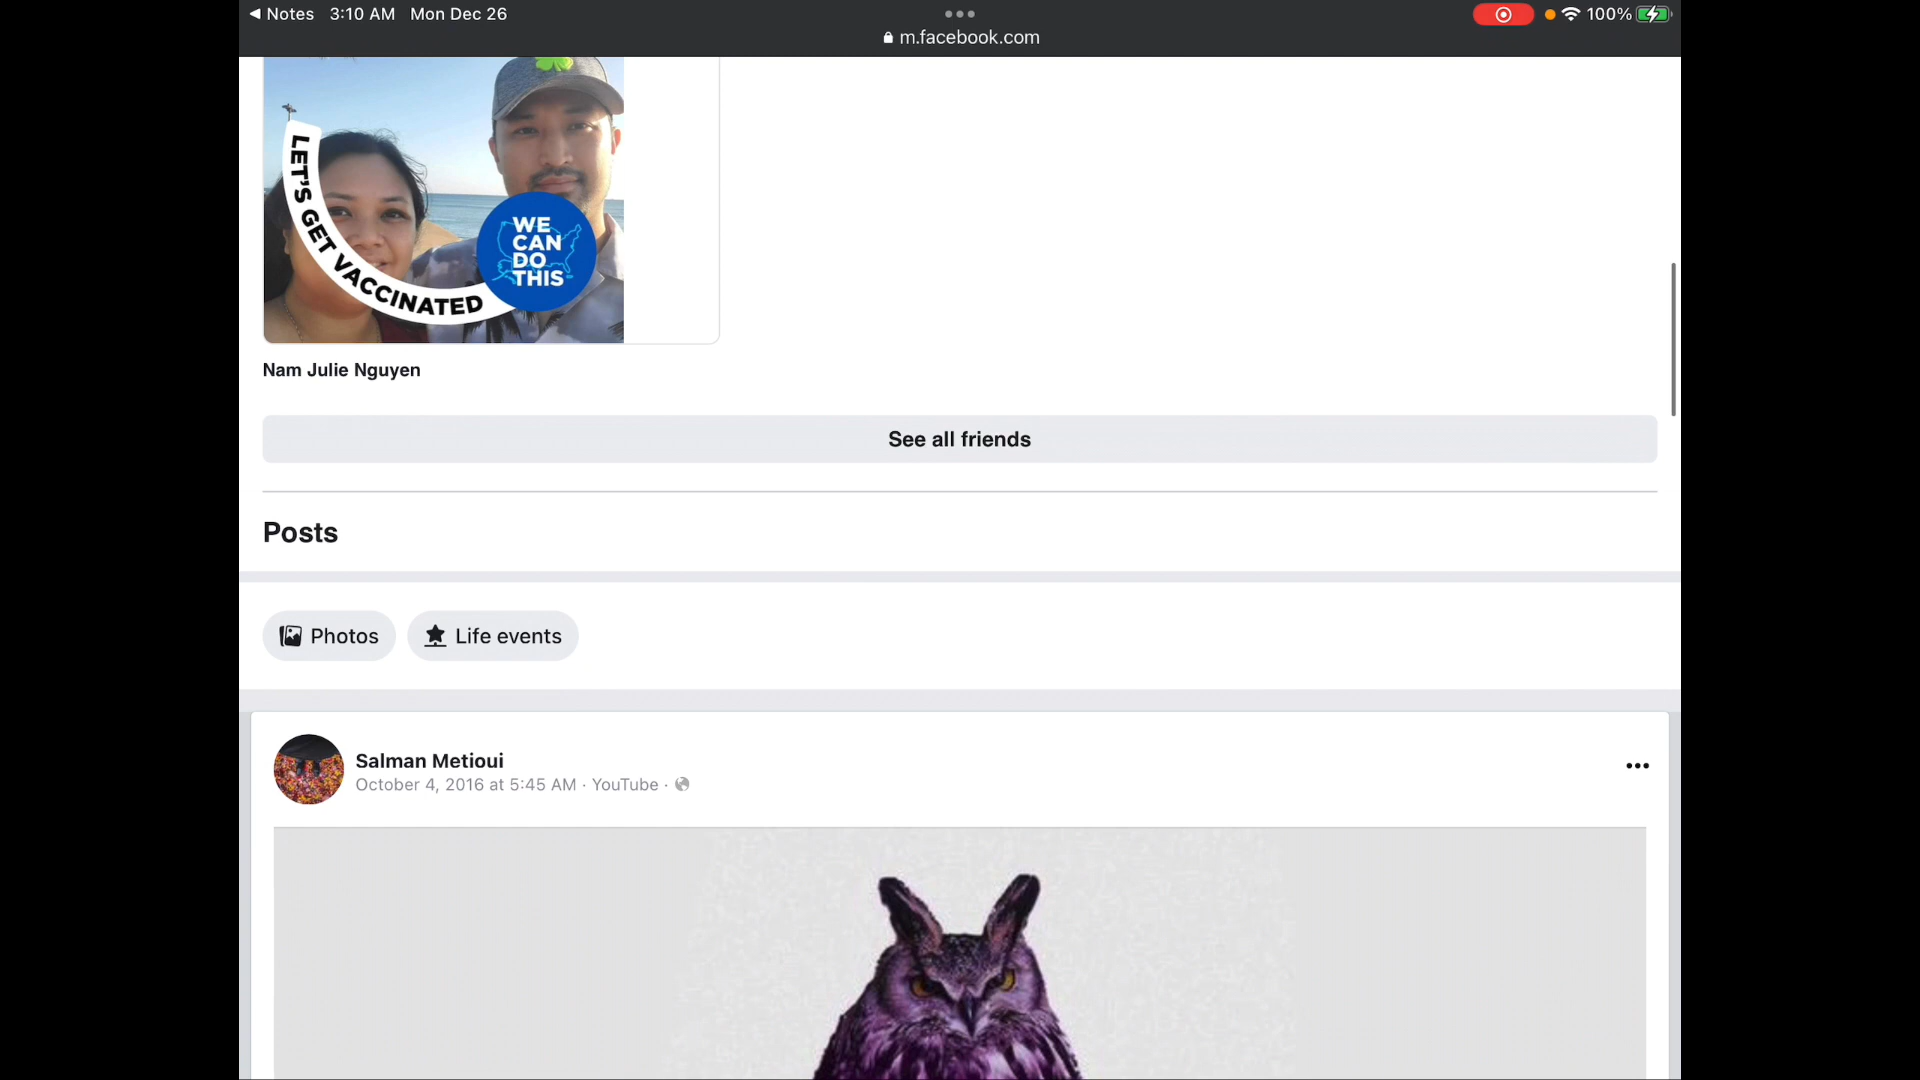 Notes 3:10 AM Mon Dec 26
100%
m.facebook.com
LET'S GET VACCINATED
WE
CAN
DO
THIS
Nam Julie Nguyen
See all friends
Posts
Photos
Life events
Salman Metioui
October 4, 2016 at 5:45 AM · YouTube ·